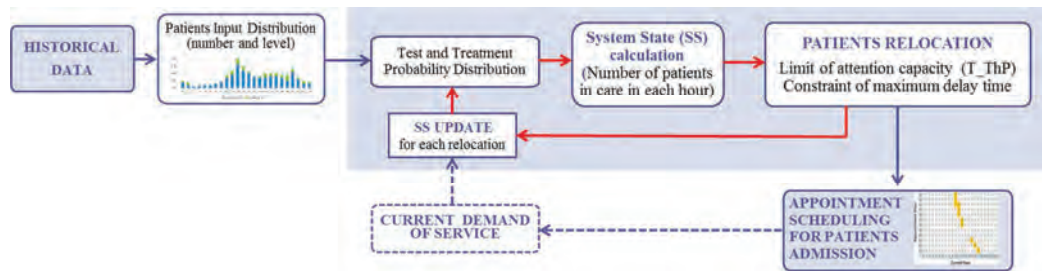 HISTORICAL
DATA
Patients Input Distribution
(number and level)
Test and Treatment
Probability Distribution
System State (SS)
calculation
(Number of patients
in care in each hour)
PATIENTS RELOCATION
Limit of attention capacity (T_ThP)
Constraint of maximum delay time
SS UPDATE
for each relocation
CURRENT DEMAND
OF SERVICE
APPOINTMENT
SCHEDULING
FOR PATIENTS
ADMISSION